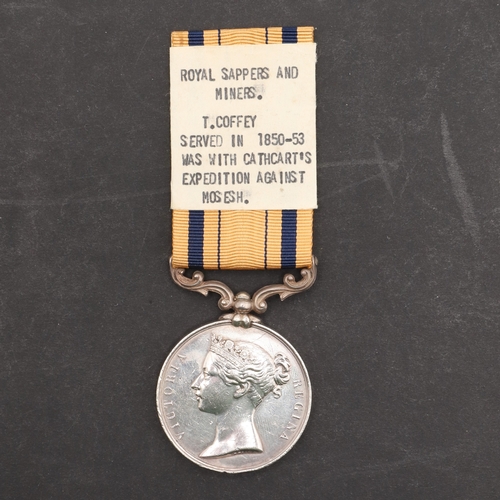 ROYAL SAPPERS AND
MINERS.
T.COFFEY
SERVED IN 1850-53
WAS WITH CATHCART'S
EXPEDITION AGAINST
MOSESH.
VICTORIA REGINA